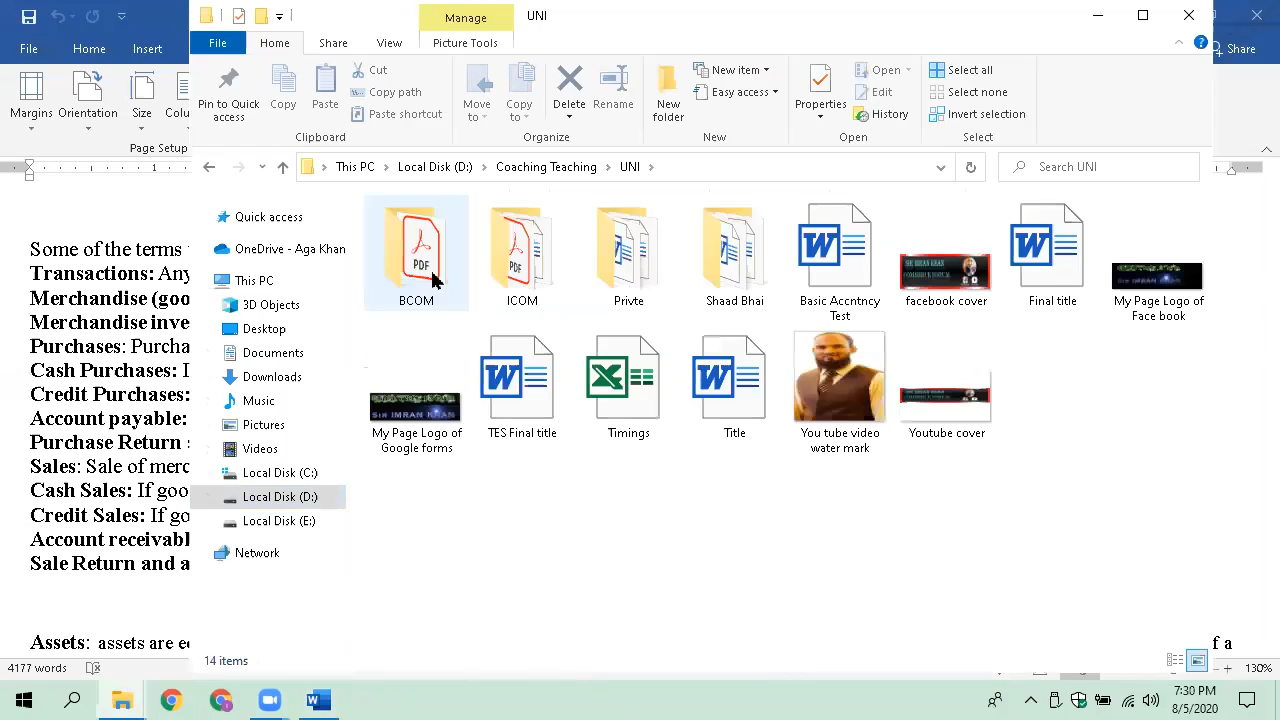 Manage
UNI
File
Home
Insert
Share
File
Home
Share
View
Picture Tools
Margins
Orientation
Size
Page Setup
Pin to Quick access
Copy
Paste
Cut
Copy path
Paste shortcut
Clipboard
Move to
Copy to
Delete
Rename
Organize
New folder
New item
Easy access
New
Properties
Open
Edit
History
Open
Select all
Select none
Invert selection
Select
This PC
Local Disk (D:)
Coaching Teaching
UNI
Search UNI
Quick access
OneDrive - Aga Khan
This PC
3D Objects
Desktop
Documents
Downloads
Music
Pictures
Videos
Local Disk (C:)
Local Disk (D:)
Local Disk (E:)
Network
PDF
BCOM
PDF
ICOM
Privte
Shaad Bhai
Basic Accntncy Test
facebook cover
Final title
My Page Logo of Face book
My Page Logo of Google forms
TES Final title
Timings
Title
You tube video water mark
Youtube cover
SIR IMRAN KHAN
Some of the terms
Transactions: Any
Merchandise (goo
Merchandise inve
Purchases: Purcha
Cash Purchases: I
Credit Purchases:
Account payable:
Purchase Return
Sales: Sale of merc
Cash Sales: If goo
Credit Sales: If go
Account receivabl
Sale Return and a
Assets: assets are e
f a
14 items
4177 words
130%
7:30 PM
8/5/2020